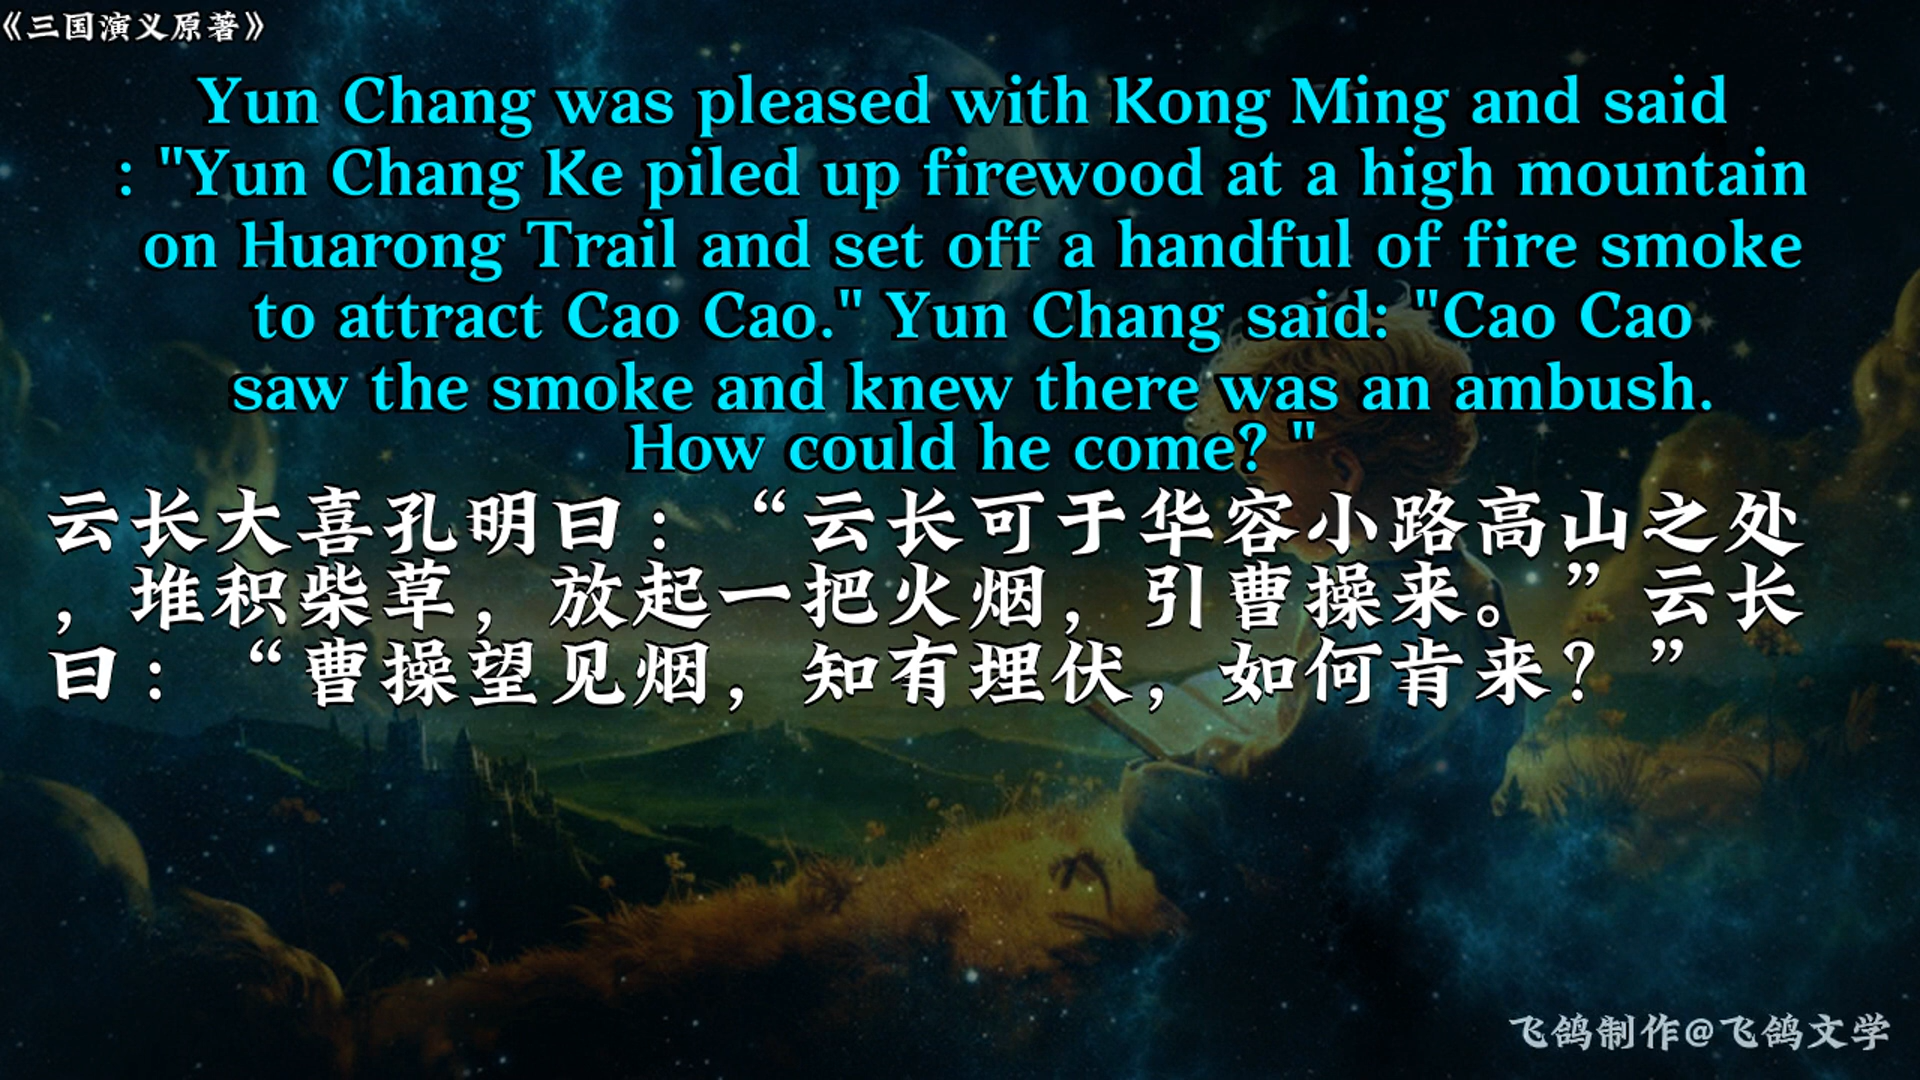 《三国演义原著》
Yun Chang was pleased with Kong Ming and said
: "Yun Chang Ke piled up firewood at a high mountain
on Huarong Trail and set off a handful of fire smoke
to attract Cao Cao." Yun Chang said: "Cao Cao
saw the smoke and knew there was an ambush.
How could he come? "
云长大喜孔明曰：“云长可于华容小路高山之处
，堆积柴草，放起一把火烟，引曹操来。”云长
曰：“曹操望见烟，知有埋伏，如何肯来？”
飞鸽制作@飞鸽文学